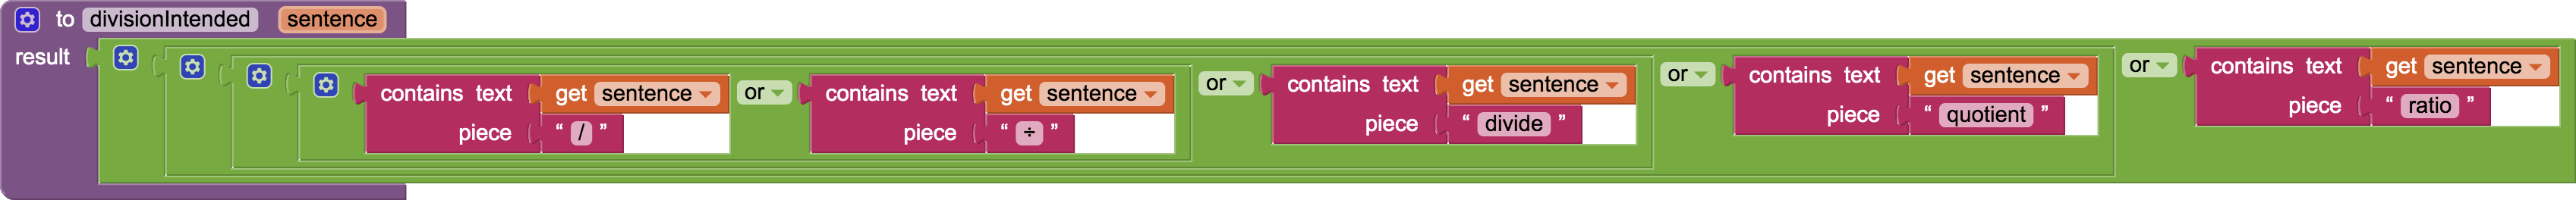 to divisionIntended sentence
result contains text get sentence or contains text get sentence or contains text get sentence or contains text get sentence or contains text get sentence
piece “ / ” piece “ ÷ ” piece “ divide ” piece “ quotient ” piece “ ratio ”